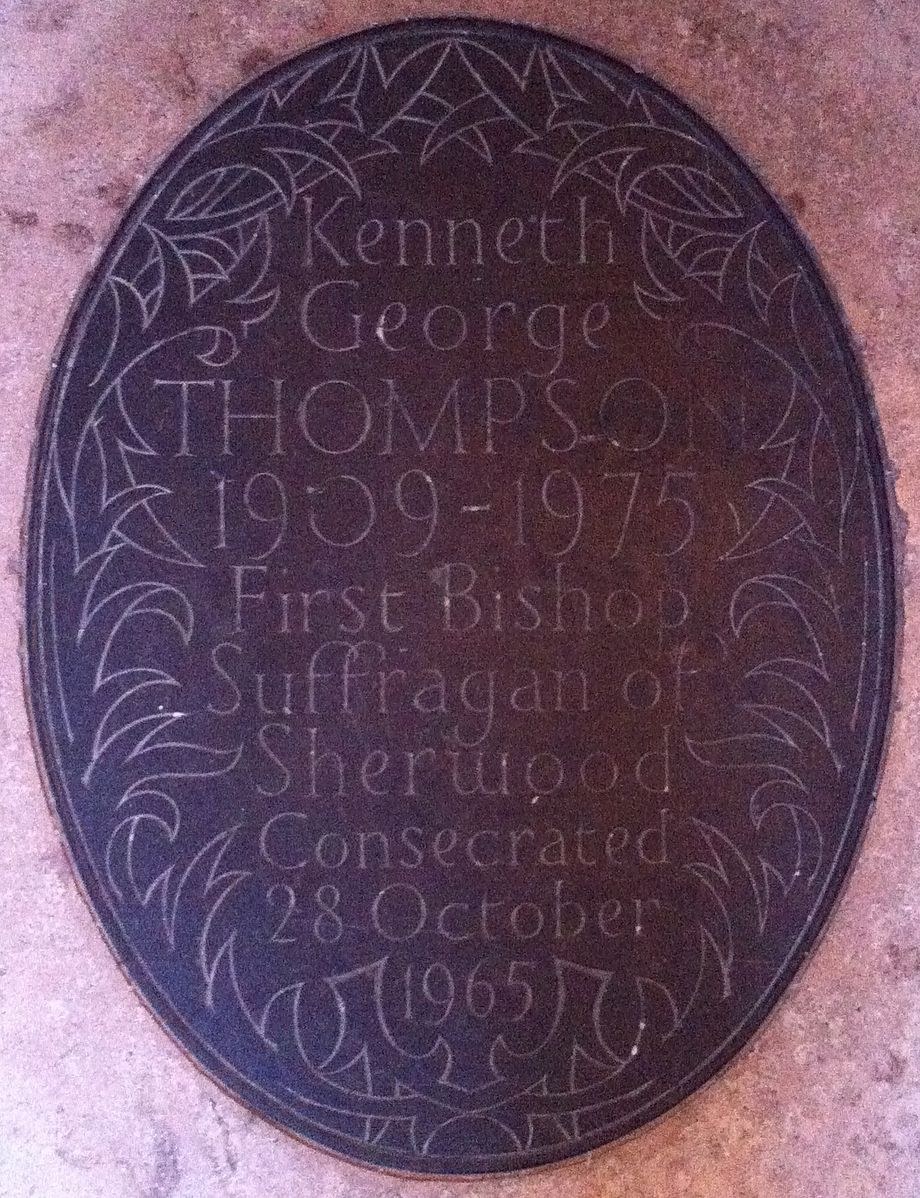 Kenneth
George
THOMPSON
1909-1975
First Bishop
Suffragan of
Sherwood
Consecrated
28 October
1965